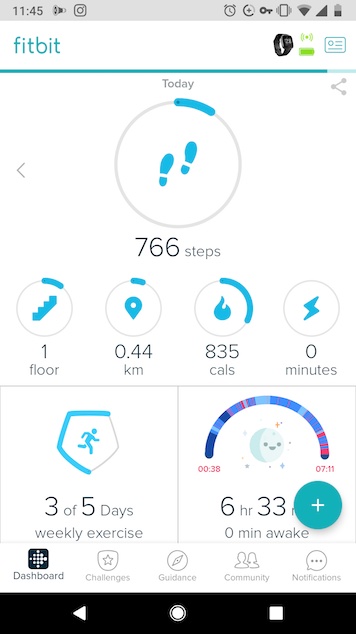 11:45
fitbit
Today
766 steps
1 0.44 835 0
floor km cals minutes
00:38 07:11
3 of 5 Days 6 hr 33
weekly exercise 0 min awake
Dashboard Challenges Guidance Community Notifications